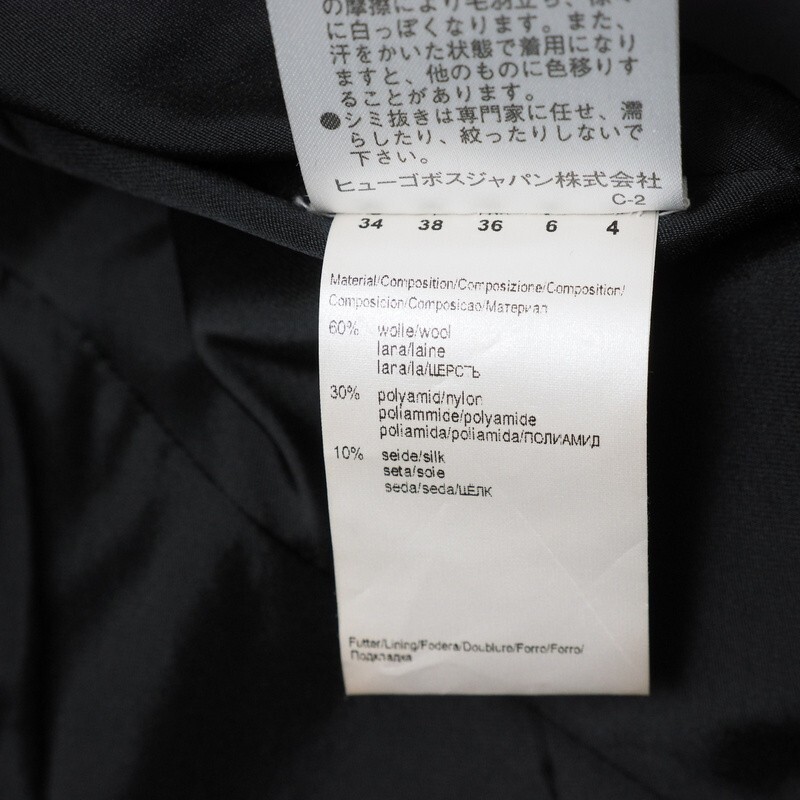 の摩擦により毛羽立ち、徐々
に白っぽくなります。また、
汗をかいた状態で着用になり
ますと、他のものに色移りす
ることがあります。
●シミ抜きは専門家に任せ、濡
らしたり、絞ったりしないで
下さい。
ヒューゴボスジャパン株式会社
C-2
34 38 36 6 4
Material/Composition/Composizione/Composition/
Composicion/Composicao/Материал
60% wolle/wool
lana/laine
lana/la/ШЕРСТЬ
30% polyamid/nylon
poliammide/polyamide
poliamida/poliamida/ПОЛИАМИД
10% seide/silk
seta/soie
seda/seda/ШЁЛК
Futter/Lining/Fodera/Doublure/Forro/Forro/
Подкладка